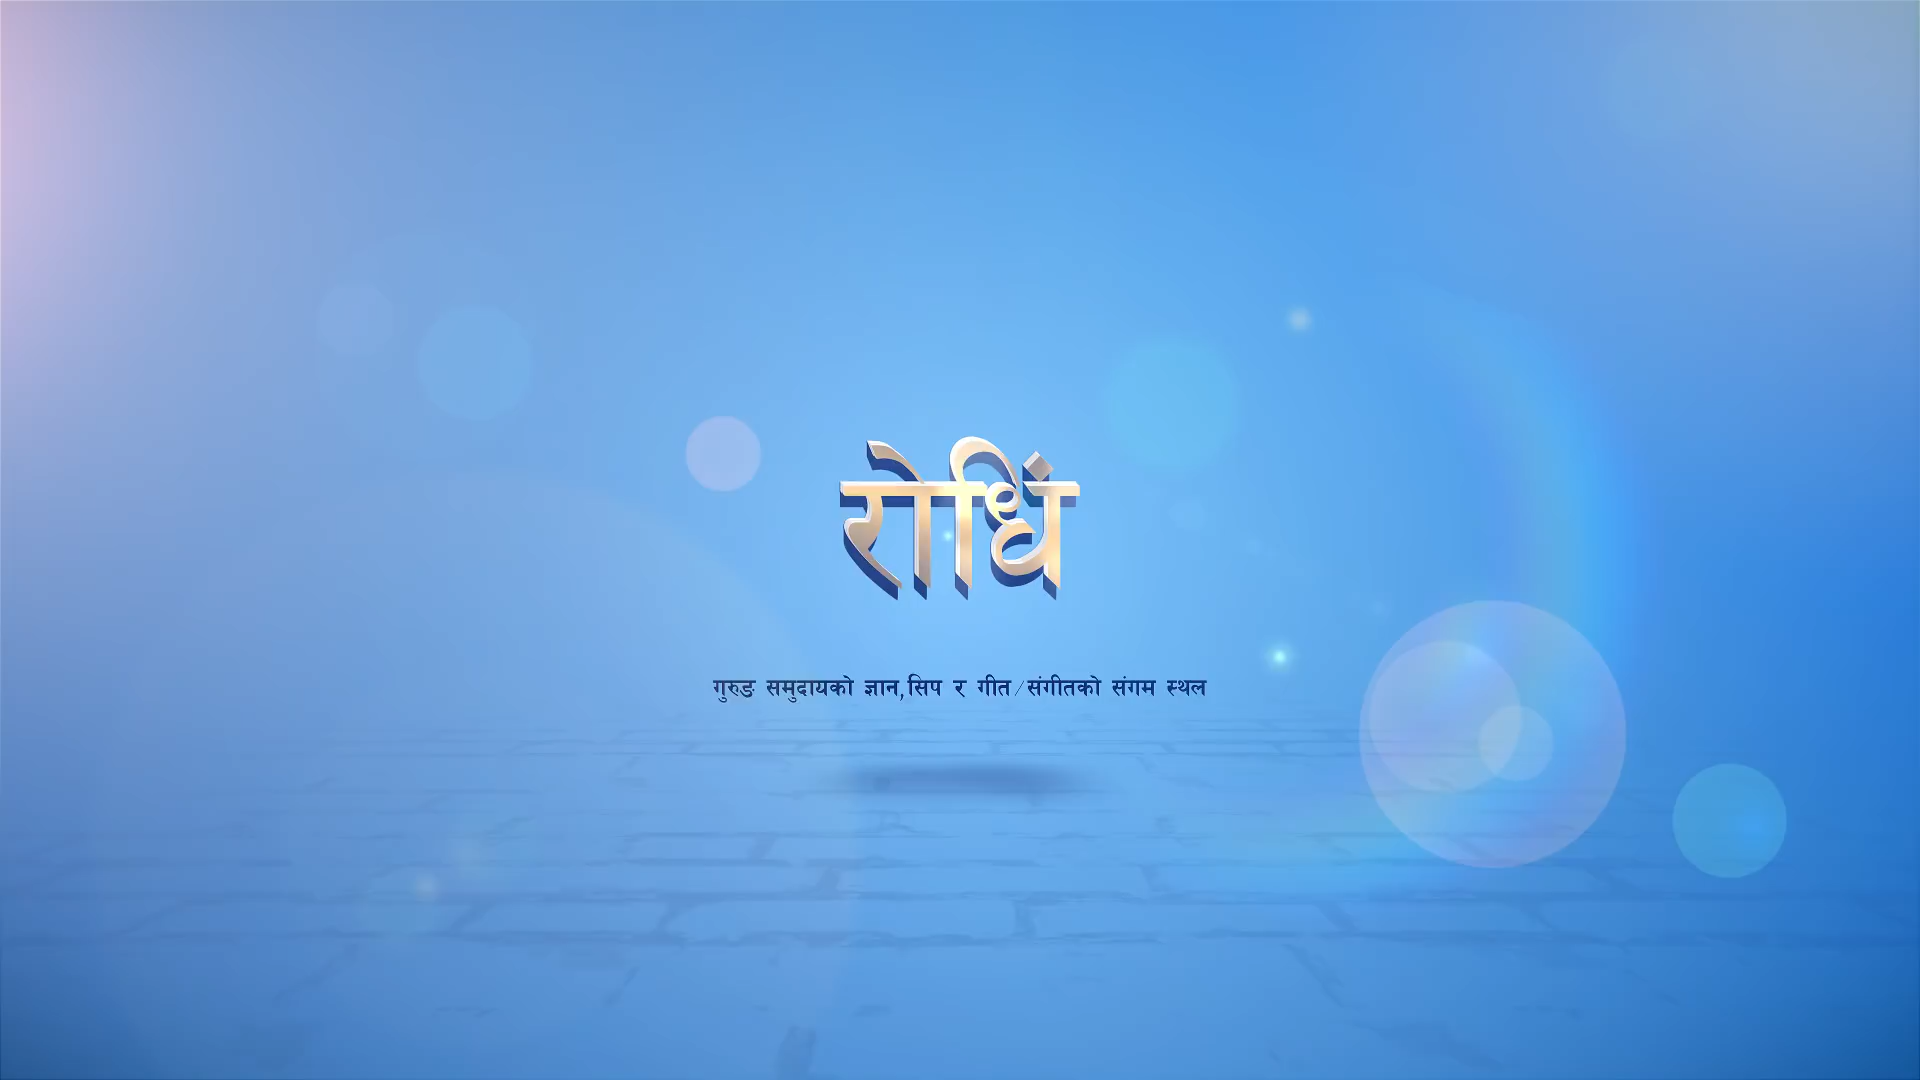 रोधिं
गुरुङ समुदायको ज्ञान,सिप र गीत/संगीतको संगम स्थल